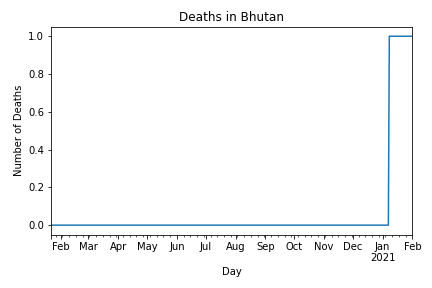 Deaths in Bhutan
1.0
0.8
0.6
0.4
0.2
0.0
Number of Deaths
Feb Mar Apr May Jun Jul Aug Sep Oct Nov Dec Jan Feb
2021
Day